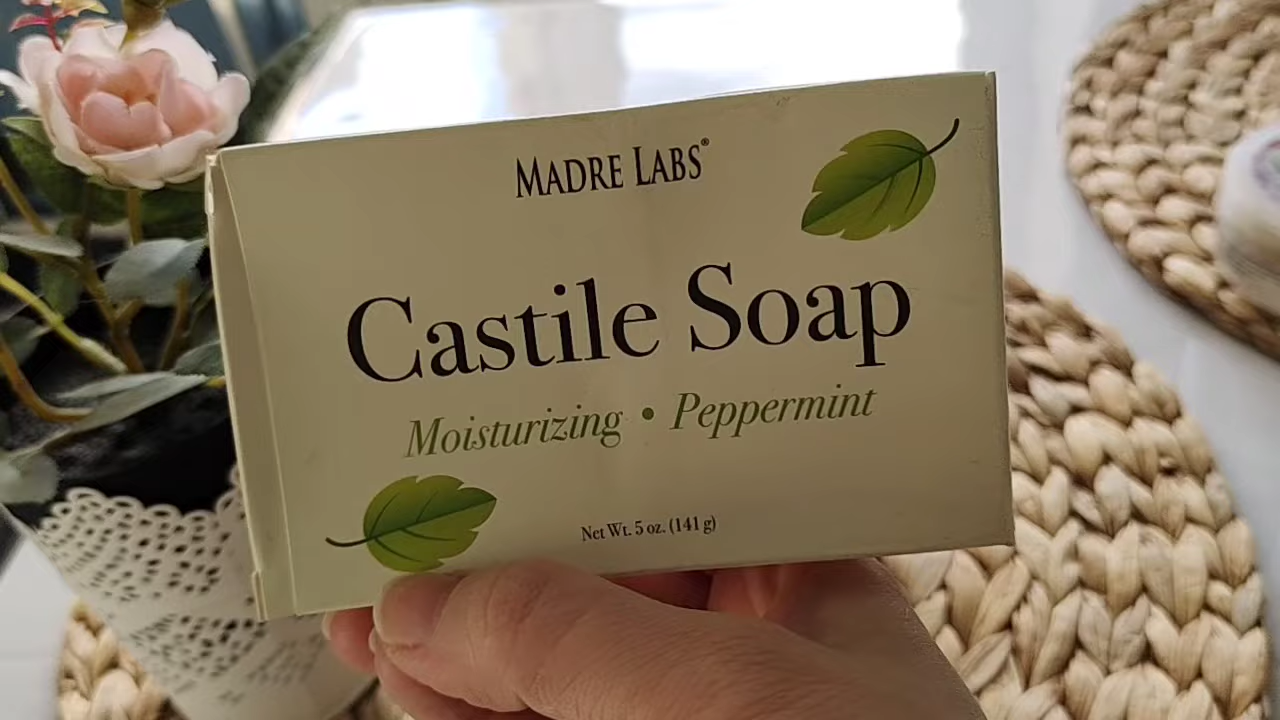 MADRE LABS®
Castile Soap
Moisturizing • Peppermint
Net Wt. 5 oz. (141 g)